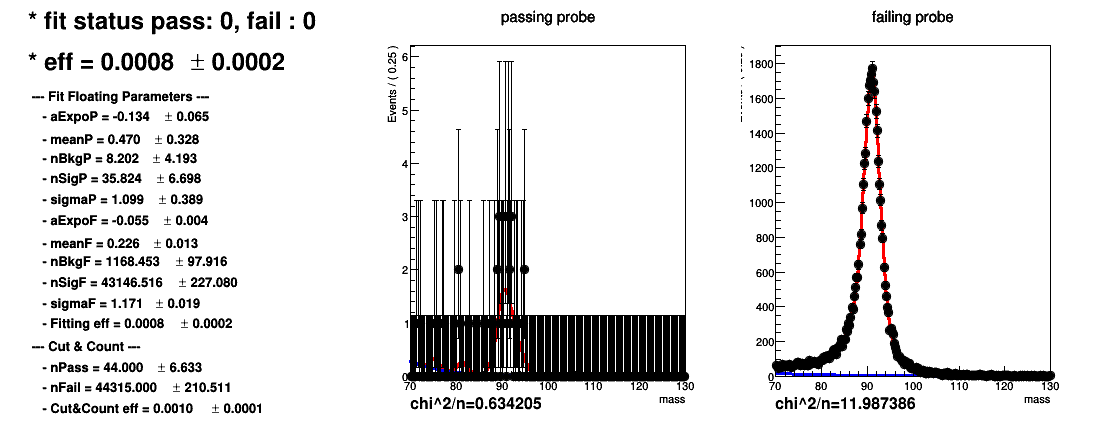 * fit status pass: 0, fail : 0
* eff = 0.0008 ± 0.0002
--- Fit Floating Parameters ---
- aExpoP = -0.134 ± 0.065
- meanP = 0.470 ± 0.328
- nBkgP = 8.202 ± 4.193
- nSigP = 35.824 ± 6.698
- sigmaP = 1.099 ± 0.389
- aExpoF = -0.055 ± 0.004
- meanF = 0.226 ± 0.013
- nBkgF = 1168.453 ± 97.916
- nSigF = 43146.516 ± 227.080
- sigmaF = 1.171 ± 0.019
- Fitting eff = 0.0008 ± 0.0002
--- Cut & Count ---
- nPass = 44.000 ± 6.633
- nFail = 44315.000 ± 210.511
- Cut&Count eff = 0.0010 ± 0.0001
passing probe
Events / ( 0.25 )
6
5
4
3
2
1
0
70 80 90 100 110 120 130
mass
chi^2/n=0.634205
failing probe
1800
1600
1400
1200
1000
800
600
400
200
0
70 80 90 100 110 120 130
mass
chi^2/n=11.987386